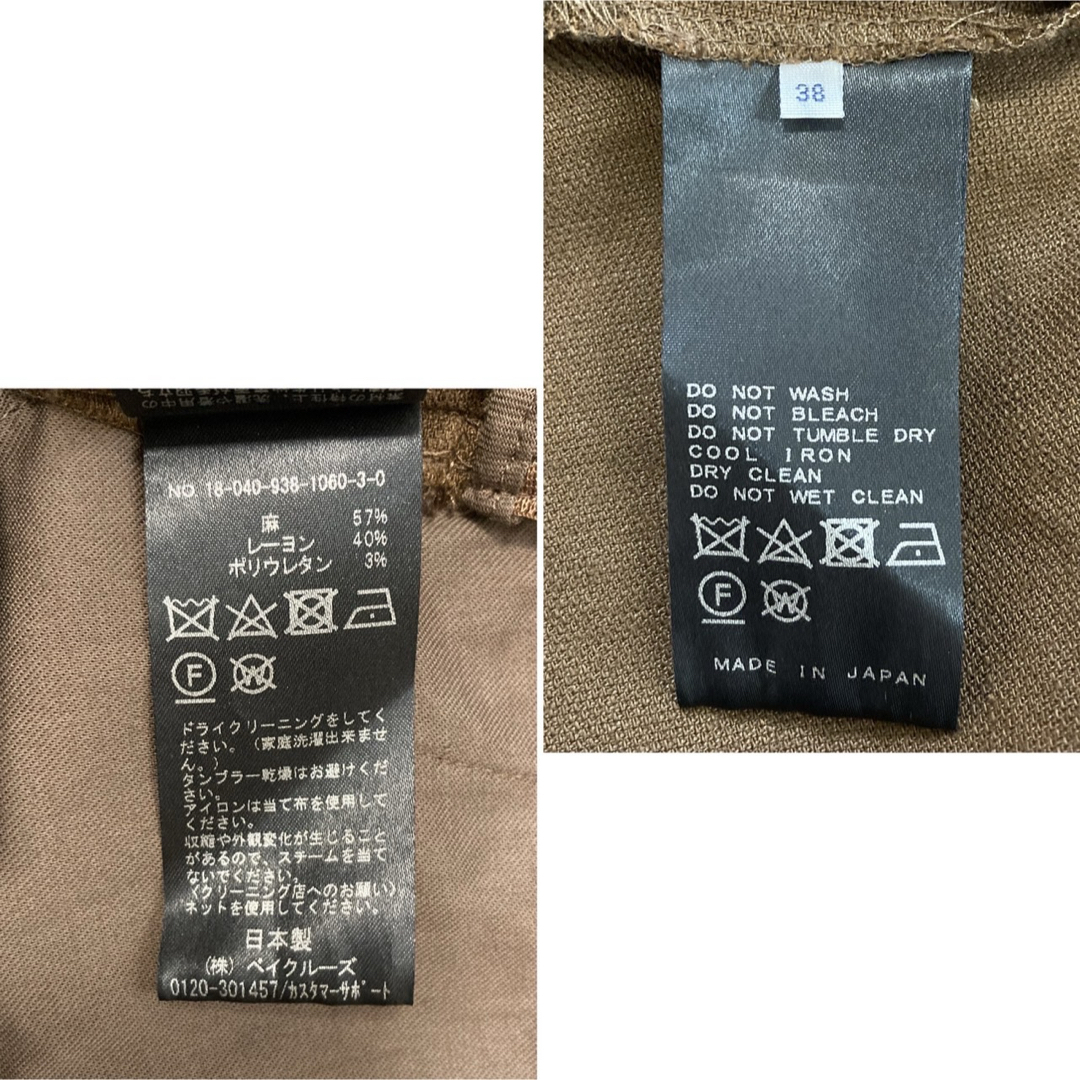 38
DO NOT WASH
DO NOT BLEACH
DO NOT TUMBLE DRY
COOL IRON
DRY CLEAN
DO NOT WET CLEAN
F W
MADE IN JAPAN
NO 18-040-938-1060-3-0
麻 57%
レーヨン 40%
ポリウレタン 3%
F W
ドライクリーニングをしてく
ださい。(家庭洗濯出来ませ
ん。)
タンブラー乾燥はお避けくだ
さい。
アイロンは当て布を使用して
ください。
収縮や外観変化が生じること
があるので、スチームを当て
ないでください。
〈クリーニング店へのお願い〉
ネットを使用してください。
日本製
(株) ベイクルーズ
0120-301457/カスタマーサポート